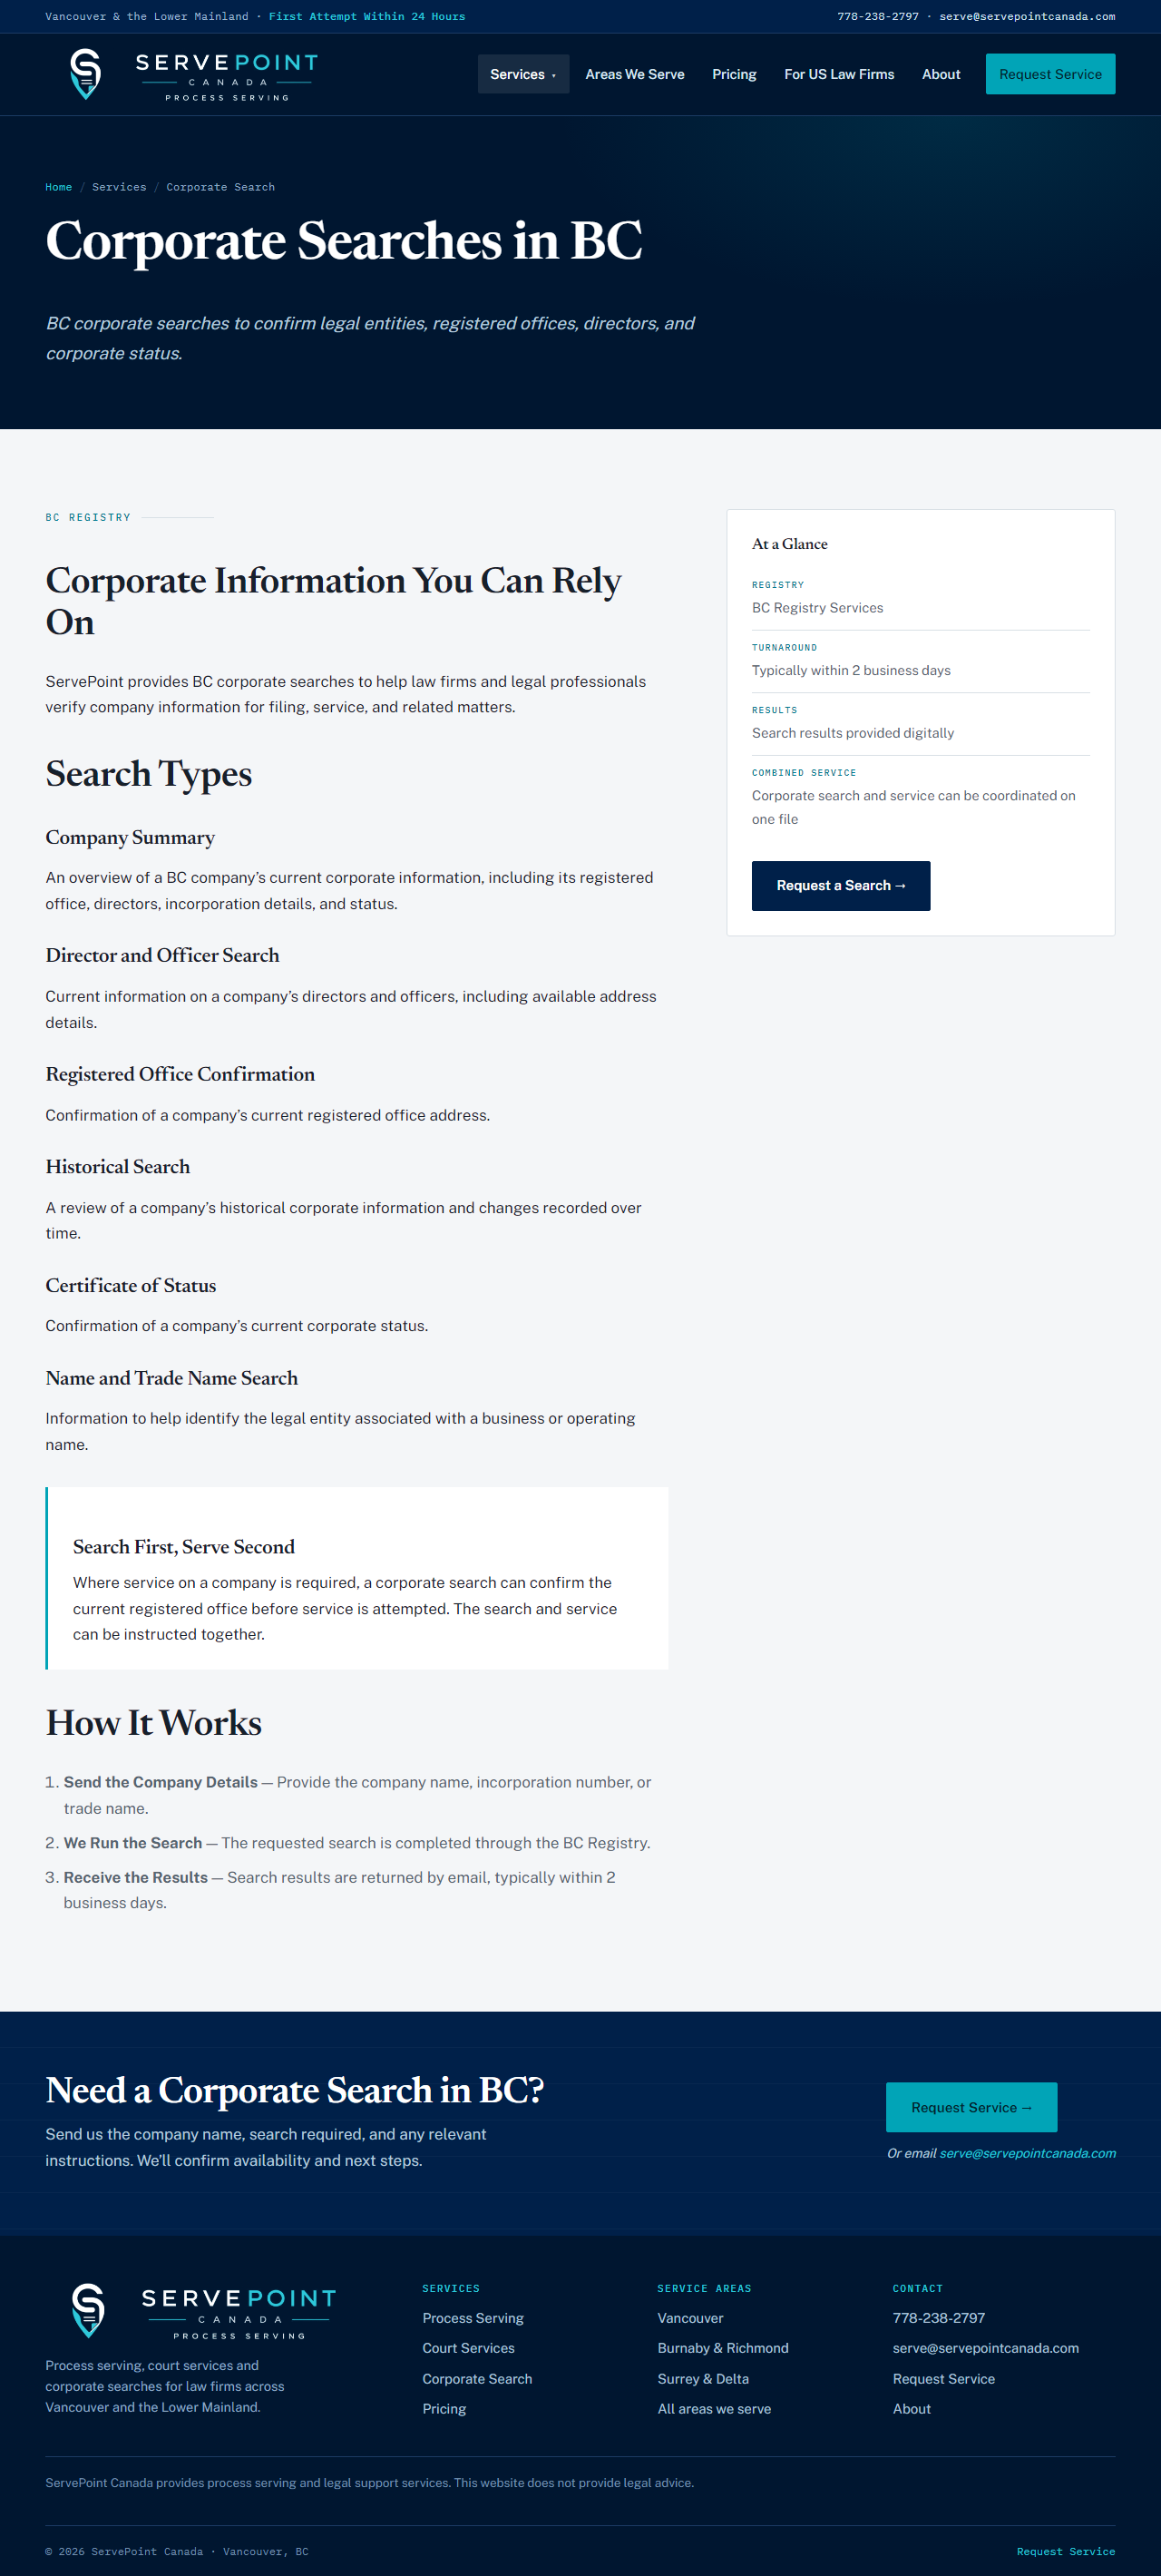 Vancouver & the Lower Mainland · First Attempt Within 24 Hours
778-238-2797 · serve@servepointcanada.com
SERVEPOINT
CANADA
PROCESS SERVING
Services ▾
Areas We Serve
Pricing
For US Law Firms
About
Request Service
Home / Services / Corporate Search
Corporate Searches in BC
BC corporate searches to confirm legal entities, registered offices, directors, and
corporate status.
BC REGISTRY
Corporate Information You Can Rely
On
ServePoint provides BC corporate searches to help law firms and legal professionals
verify company information for filing, service, and related matters.
Search Types
Company Summary
An overview of a BC company’s current corporate information, including its registered
office, directors, incorporation details, and status.
Director and Officer Search
Current information on a company’s directors and officers, including available address
details.
Registered Office Confirmation
Confirmation of a company’s current registered office address.
Historical Search
A review of a company’s historical corporate information and changes recorded over
time.
Certificate of Status
Confirmation of a company’s current corporate status.
Name and Trade Name Search
Information to help identify the legal entity associated with a business or operating
name.
Search First, Serve Second
Where service on a company is required, a corporate search can confirm the
current registered office before service is attempted. The search and service
can be instructed together.
How It Works
1. Send the Company Details — Provide the company name, incorporation number, or
trade name.
2. We Run the Search — The requested search is completed through the BC Registry.
3. Receive the Results — Search results are returned by email, typically within 2
business days.
At a Glance
REGISTRY
BC Registry Services
TURNAROUND
Typically within 2 business days
RESULTS
Search results provided digitally
COMBINED SERVICE
Corporate search and service can be coordinated on
one file
Request a Search →
Need a Corporate Search in BC?
Send us the company name, search required, and any relevant
instructions. We’ll confirm availability and next steps.
Request Service →
Or email serve@servepointcanada.com
SERVEPOINT
CANADA
PROCESS SERVING
Process serving, court services and
corporate searches for law firms across
Vancouver and the Lower Mainland.
SERVICES
Process Serving
Court Services
Corporate Search
Pricing
SERVICE AREAS
Vancouver
Burnaby & Richmond
Surrey & Delta
All areas we serve
CONTACT
778-238-2797
serve@servepointcanada.com
Request Service
About
ServePoint Canada provides process serving and legal support services. This website does not provide legal advice.
© 2026 ServePoint Canada · Vancouver, BC
Request Service